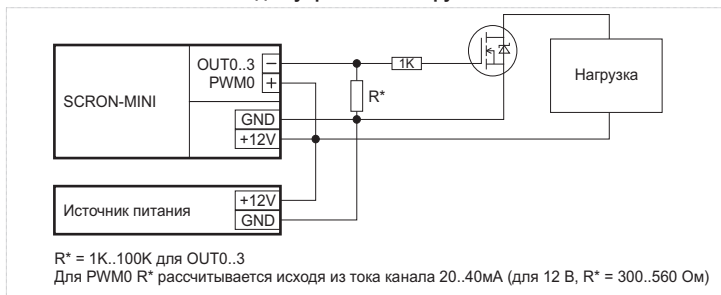 OUT0..3 −
PWM0 +
1K
Нагрузка
R*
SCRON-MINI
GND
+12V
+12V
Источник питания
GND
R* = 1K..100K для OUT0..3
Для PWM0 R* рассчитывается исходя из тока канала 20..40мА (для 12 В, R* = 300..560 Ом)